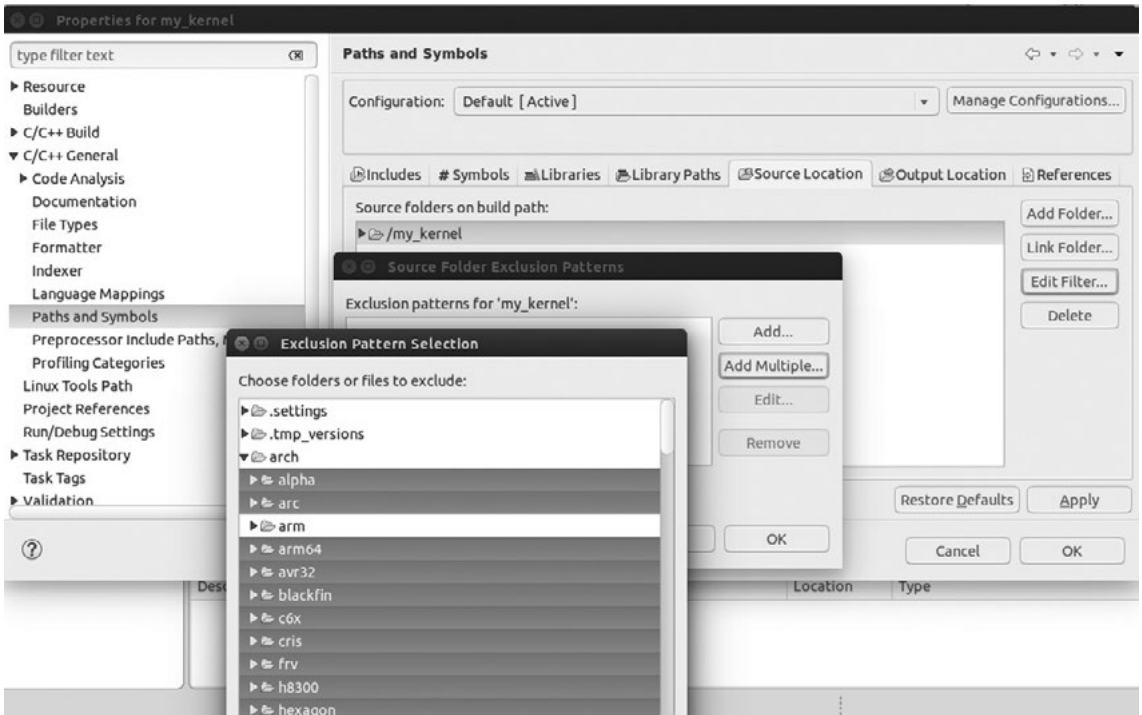 Properties for my_kernel
type filter text
Resource
Builders
C/C++ Build
C/C++ General
Code Analysis
Documentation
File Types
Formatter
Indexer
Language Mappings
Paths and Symbols
Preprocessor Include Paths,
Profiling Categories
Linux Tools Path
Project References
Run/Debug Settings
Task Repository
Task Tags
Validation
Paths and Symbols
Configuration: Default [Active] Manage Configurations...
Includes # Symbols Libraries Library Paths Source Location Output Location References
Source folders on build path:
/my_kernel
Add Folder...
Link Folder...
Edit Filter...
Delete
Restore Defaults Apply
Cancel OK
Source Folder Exclusion Patterns
Exclusion patterns for 'my_kernel':
Add...
Add Multiple...
Edit...
Remove
OK
Exclusion Pattern Selection
Choose folders or files to exclude:
.settings
.tmp_versions
arch
alpha
arc
arm
arm64
avr32
blackfin
c6x
cris
frv
h8300
hexagon
Location Type